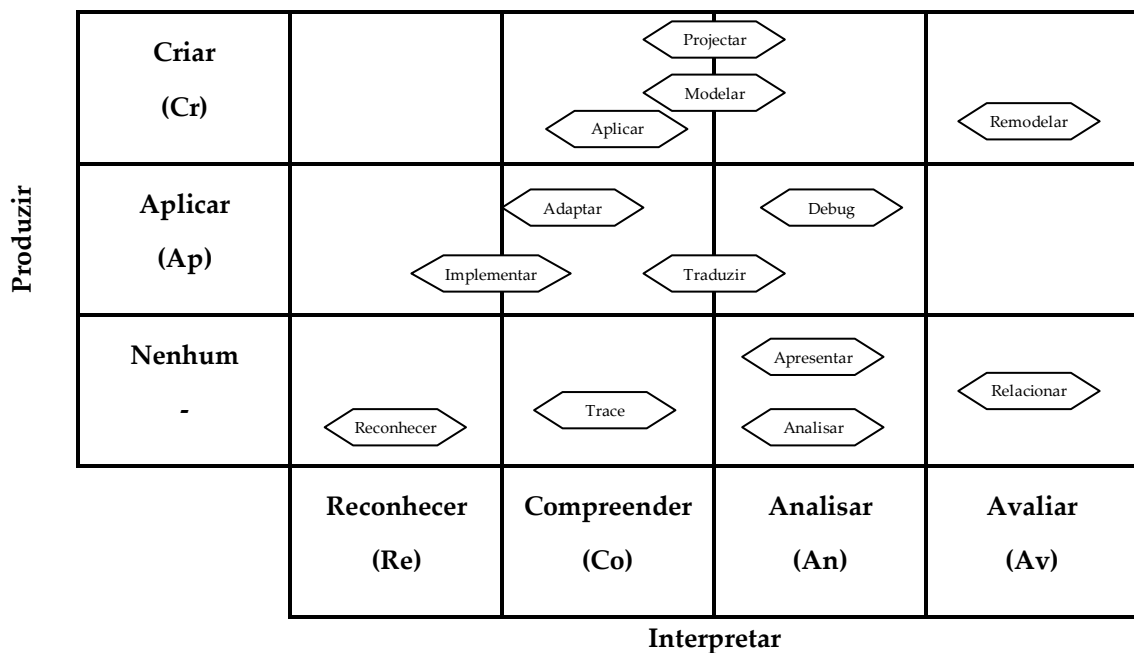 Produzir
Criar
(Cr)
Projectar
Modelar
Aplicar
Remodelar
Aplicar
(Ap)
Adaptar
Debug
Implementar
Traduzir
Nenhum
-
Apresentar
Relacionar
Trace
Reconhecer
Analisar
Reconhecer
(Re)
Compreender
(Co)
Analisar
(An)
Avaliar
(Av)
Interpretar